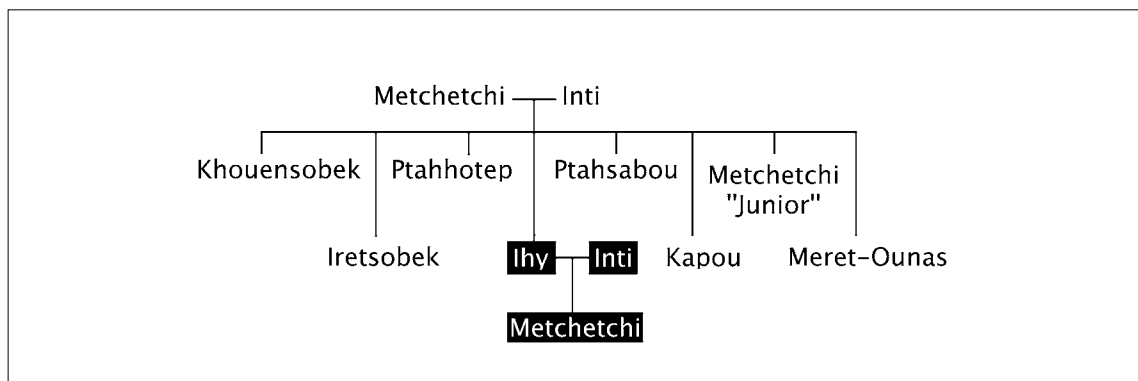 Metchetchi Inti
Khouensobek Ptahhotep Ptahsabou Metchetchi
"Junior"
Iretsobek Ihy Inti Kapou Meret-Ounas
Metchetchi